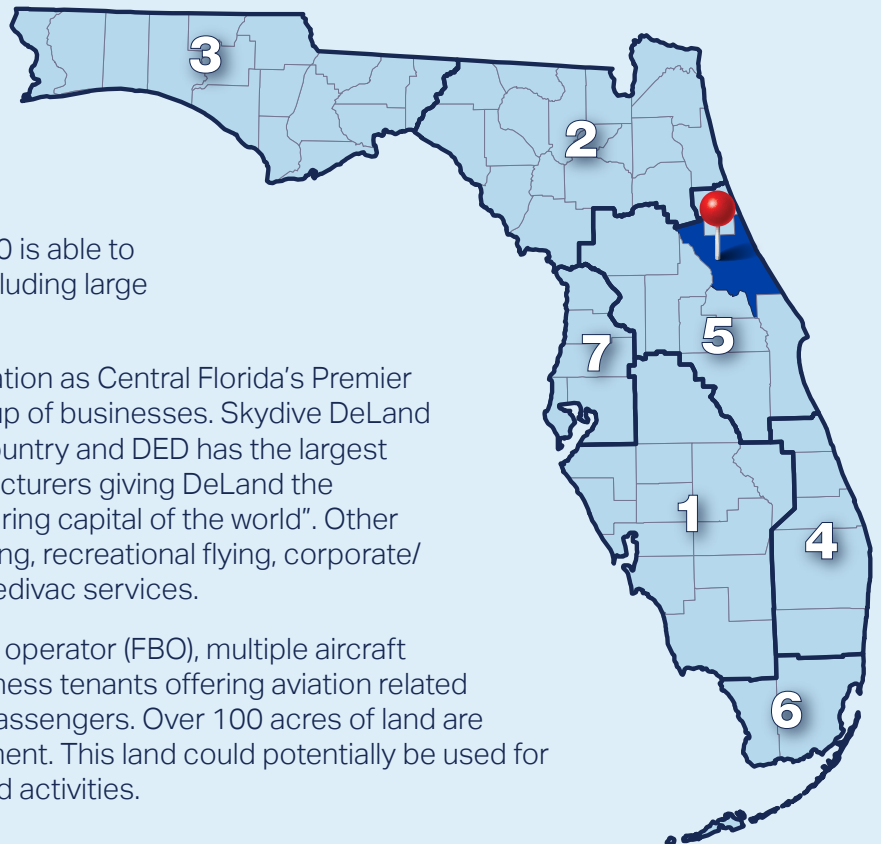 3
2
0 is able to
cluding large
5
7
ation as Central Florida's Premier
up of businesses. Skydive DeLand
ountry and DED has the largest
cturers giving DeLand the
ring capital of the world". Other
ng, recreational flying, corporate/
edivac services.
1
4
operator (FBO), multiple aircraft
ness tenants offering aviation related
assengers. Over 100 acres of land are
ment. This land could potentially be used for
d activities.
6